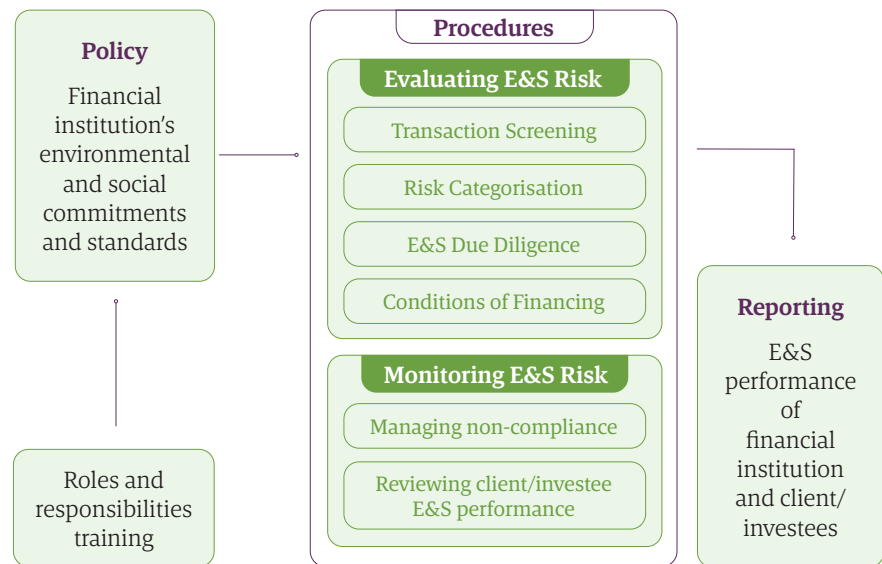 Policy
Financial
institution’s
environmental
and social
commitments
and standards
Roles and
responsibilities
training
Procedures
Evaluating E&S Risk
Transaction Screening
Risk Categorisation
E&S Due Diligence
Conditions of Financing
Monitoring E&S Risk
Managing non-compliance
Reviewing client/investee
E&S performance
Reporting
E&S
performance
of
financial
institution
and client/
investees